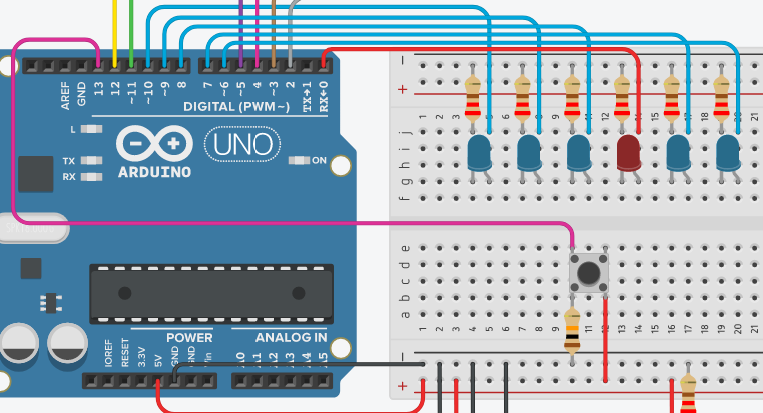 AREF
GND
13
12
~11
~10
~9
8
7
~6
~5
4
~3
2
TX→1
RX←0
DIGITAL (PWM~)
L
TX
RX
UNO
ON
ARDUINO
POWER
ANALOG IN
IOREF
RESET
3.3V
5V
GND
GND
Vin
A0
A1
A2
A3
A4
A5
−
+
j
i
h
g
f
e
d
c
b
a
1 2 3 4 5 6 7 8 9 11 12 13 14 15 16 17 18 19 20 21
−
+